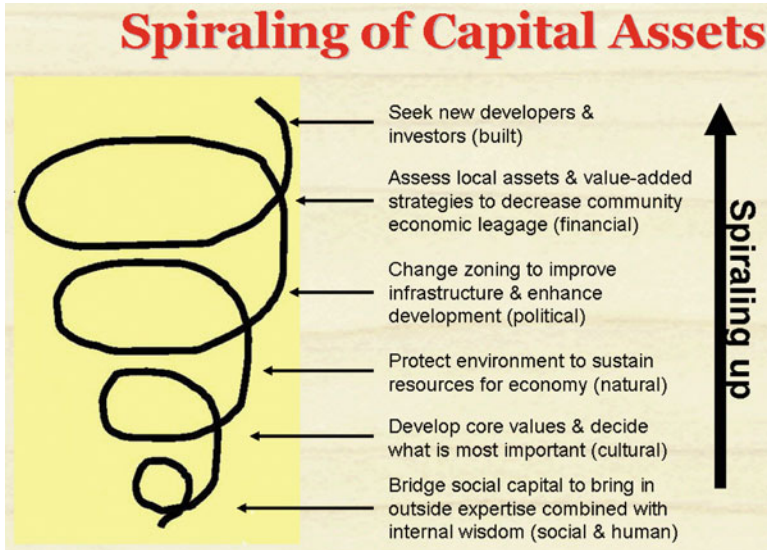 Spiraling of Capital Assets
Seek new developers &
investors (built)
Assess local assets & value-added
strategies to decrease community
economic leagage (financial)
Change zoning to improve
infrastructure & enhance
development (political)
Protect environment to sustain
resources for economy (natural)
Develop core values & decide
what is most important (cultural)
Bridge social capital to bring in
outside expertise combined with
internal wisdom (social & human)
Spiraling up